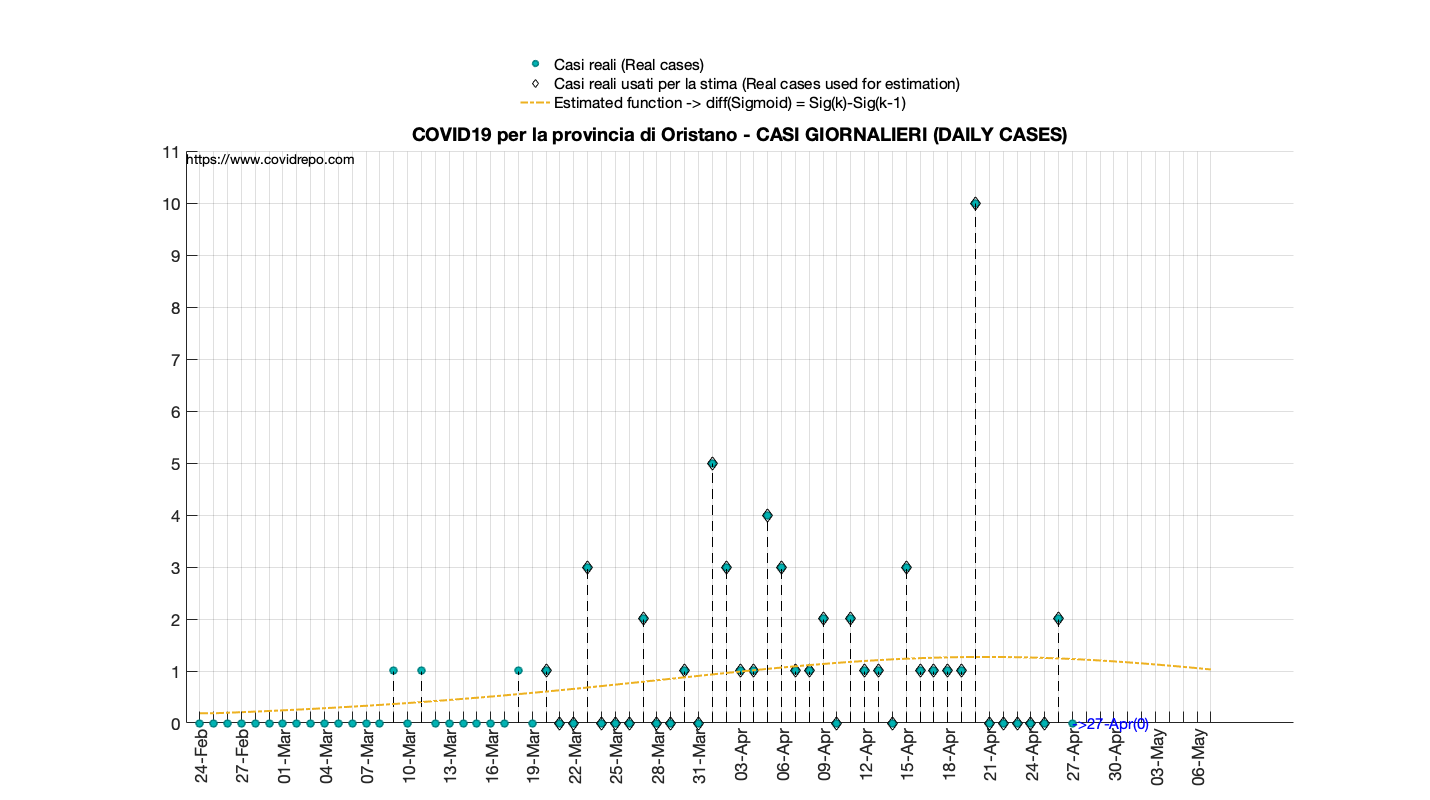 Casi reali (Real cases)
Casi reali usati per la stima (Real cases used for estimation)
Estimated function -> diff(Sigmoid) = Sig(k)-Sig(k-1)
COVID19 per la provincia di Oristano - CASI GIORNALIERI (DAILY CASES)
https://www.covidrepo.com
11
10
9
8
7
6
5
4
3
2
1
0
->27-Apr(0)
24-Feb
27-Feb
01-Mar
04-Mar
07-Mar
10-Mar
13-Mar
16-Mar
19-Mar
22-Mar
25-Mar
28-Mar
31-Mar
03-Apr
06-Apr
09-Apr
12-Apr
15-Apr
18-Apr
21-Apr
24-Apr
27-Apr
30-Apr
03-May
06-May